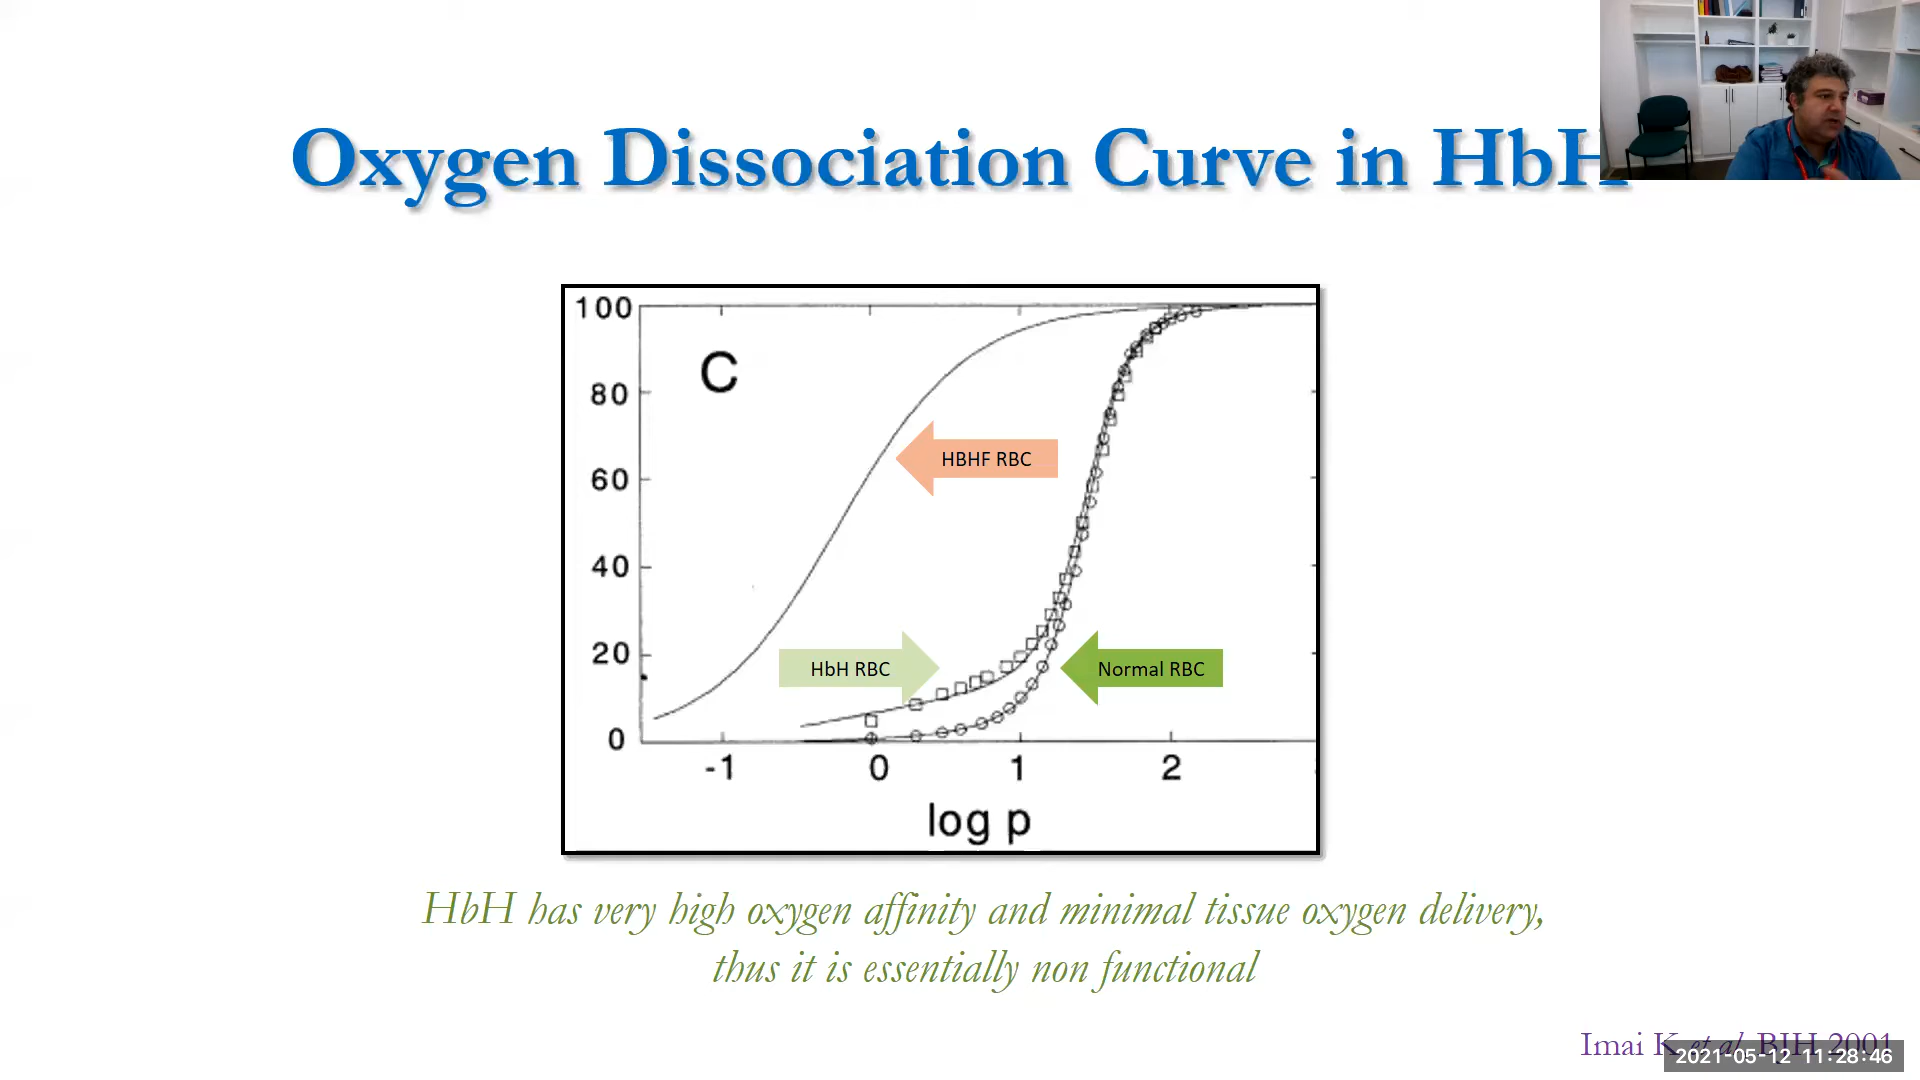 Oxygen Dissociation Curve in HbH
100
C
80
HBHF RBC
60
40
20
HbH RBC
Normal RBC
0
-1 0 1 2
log p
HbH has very high oxygen affinity and minimal tissue oxygen delivery,
thus it is essentially non functional
Imai K et al BJH 2001
2021-05-12 11:28:46